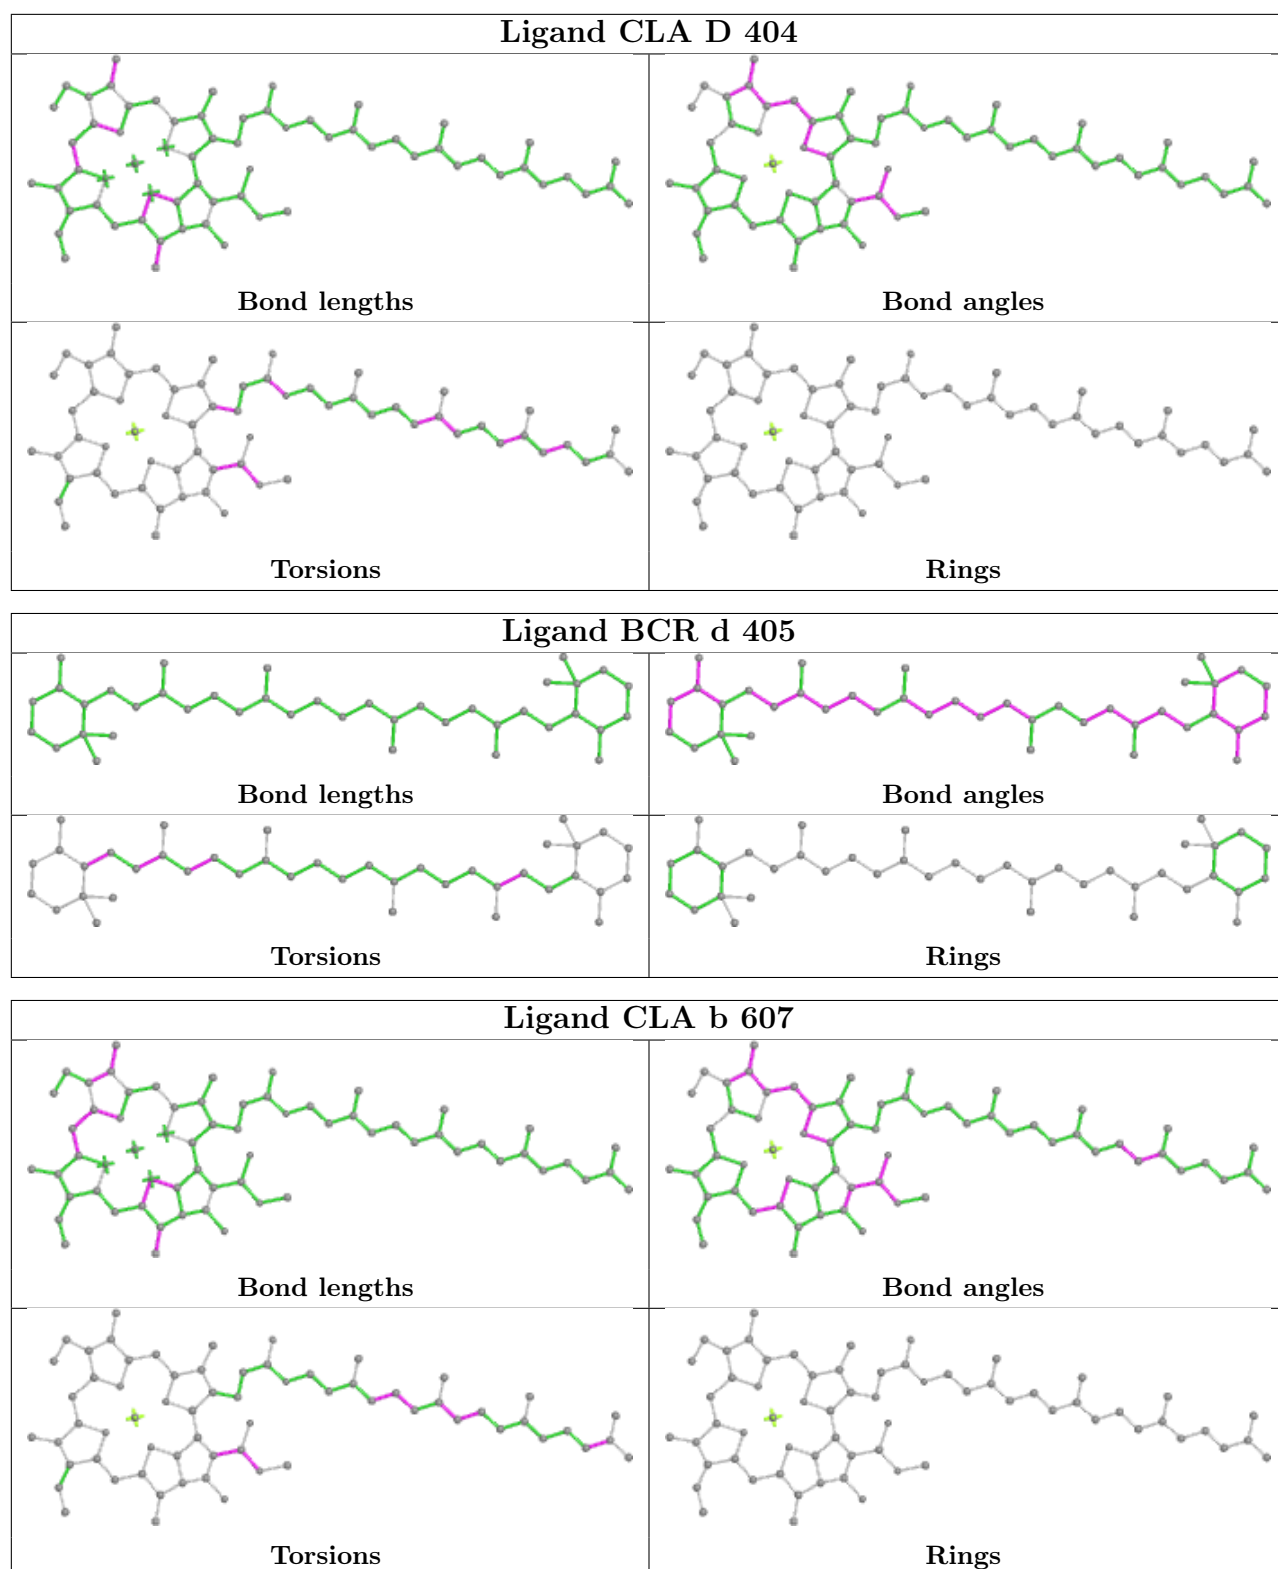 Ligand CLA D 404
Bond lengths
Bond angles
Torsions
Rings
Ligand BCR d 405
Bond lengths
Bond angles
Torsions
Rings
Ligand CLA b 607
Bond lengths
Bond angles
Torsions
Rings